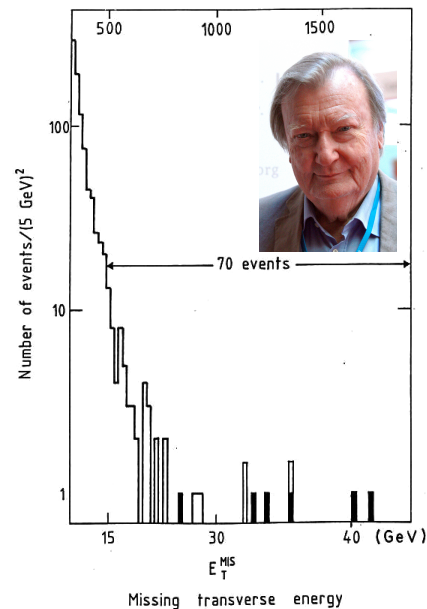 500 1000 1500
100
10
1
Number of events/(5 GeV)²
70 events
org
15 30 40 (GeV)
E_T^MIS
Missing transverse energy